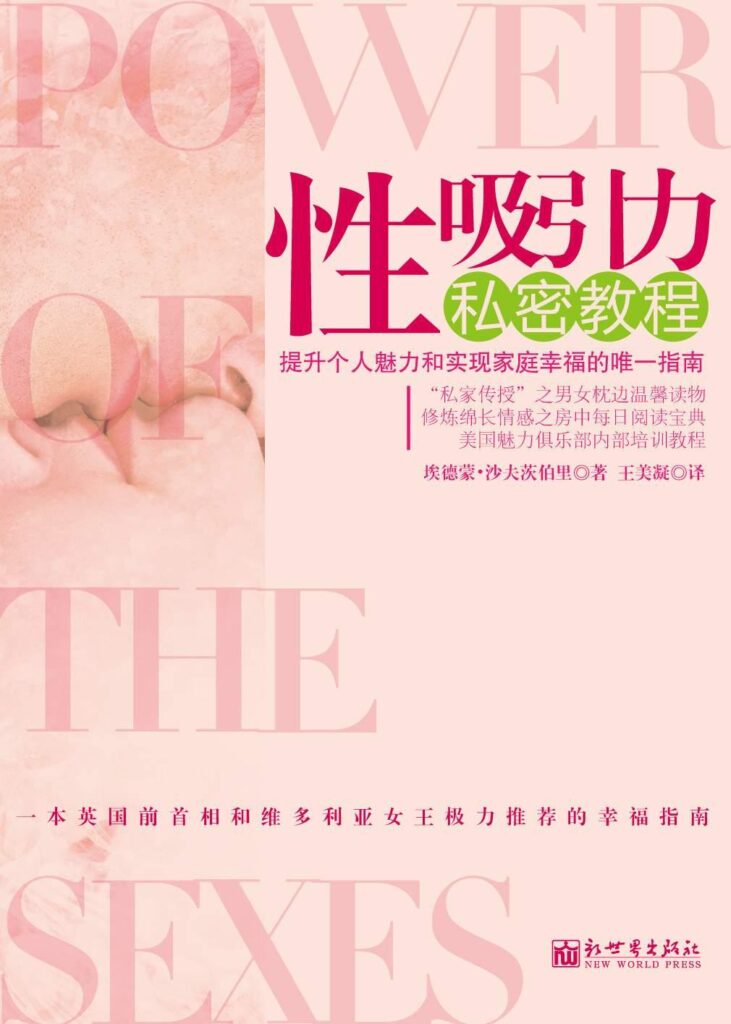 POWER
性吸引力
OF
私密教程
提升个人魅力和实现家庭幸福的唯一指南
“私家传授”之男女枕边温馨读物
修炼绵长情感之房中每日阅读宝典
美国魅力俱乐部内部培训教程
埃德蒙·沙夫茨伯里◎著 王美凝◎译
THE
一本英国前首相和维多利亚女王极力推荐的幸福指南
SEXES
新世界出版社
NEW WORLD PRESS